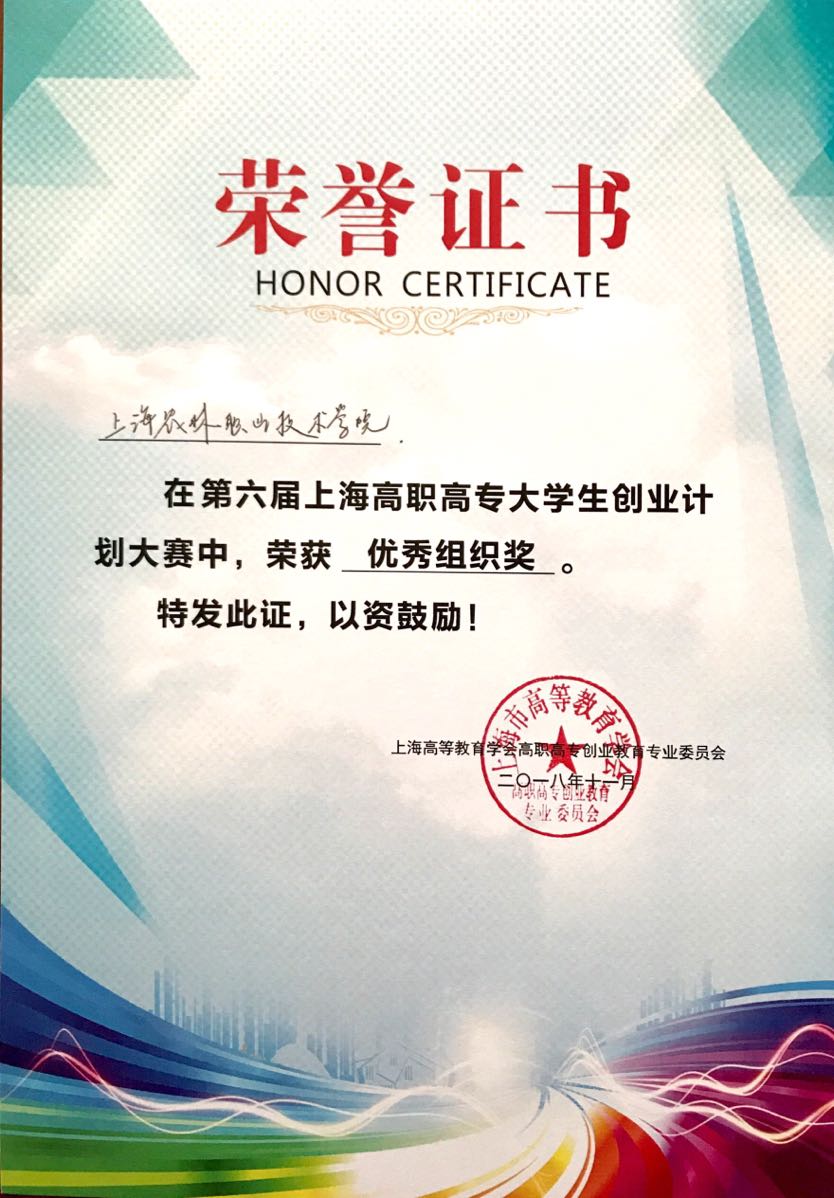 荣誉证书
HONOR CERTIFICATE
上海农林职业技术学院
在第六届上海高职高专大学生创业计
划大赛中，荣获 优秀组织奖 。
特发此证，以资鼓励！
上海市高等教育学会
上海高等教育学会高职高专创业教育专业委员会
二〇一八年十一月
高职高专创业教育
专业委员会